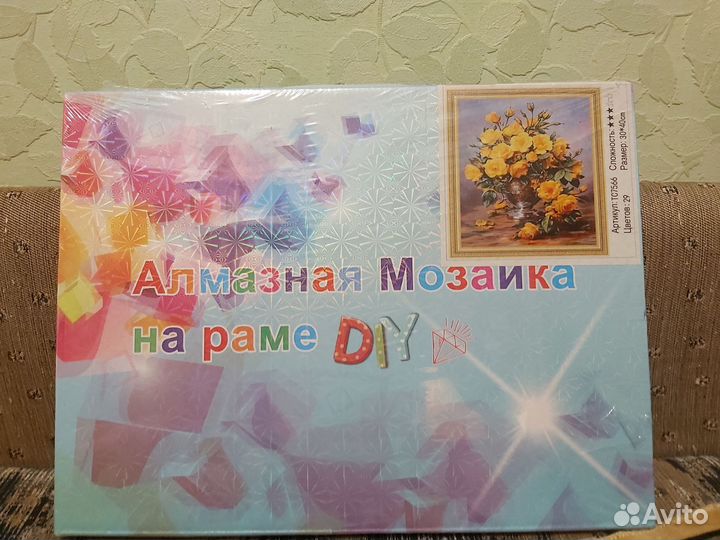 Алмазная Мозаика
на раме DIY
Артикул: TC7566 Сложность: ★★★☆☆
Цветов: 29 Размер: 30*40cm
Avito